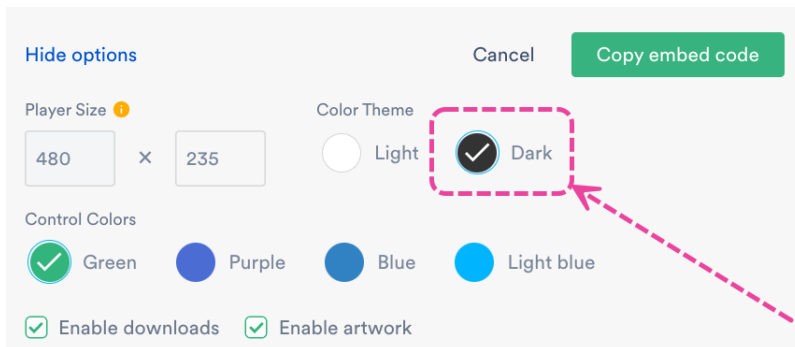 Hide options
Cancel
Copy embed code
Player Size
Color Theme
480 × 235
Light
Dark
Control Colors
Green
Purple
Blue
Light blue
Enable downloads
Enable artwork